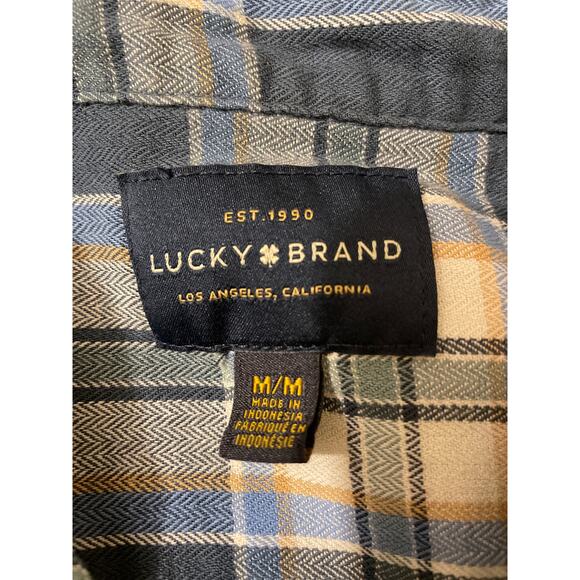 EST. 1990
LUCKY BRAND
LOS ANGELES, CALIFORNIA
M/M
MADE IN
INDONESIA
FABRIQUÉ EN
INDONÉSIE